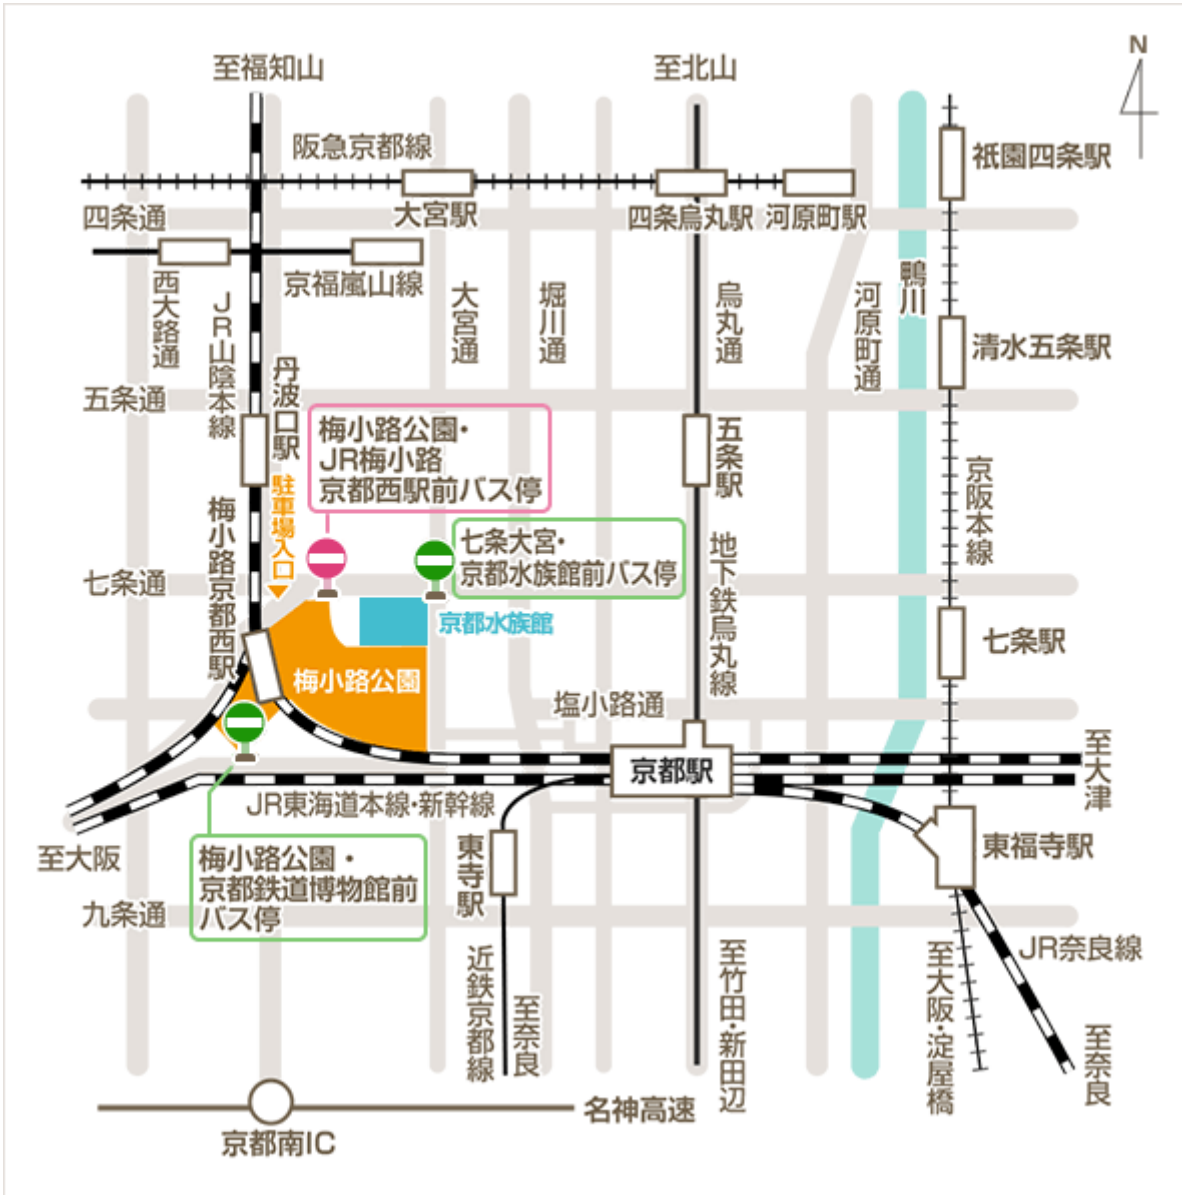 至福知山
至北山
N
阪急京都線
祇園四条駅
四条通
大宮駅
四条烏丸駅
河原町駅
西大路通
京福嵐山線
JR山陰本線
大宮通
堀川通
烏丸通
河原町通
鴨川
清水五条駅
五条通
丹波口駅
梅小路公園・
JR梅小路
京都西駅前バス停
五条駅
京阪本線
駐車場入口
梅小路京都西駅
七条大宮・
京都水族館前バス停
地下鉄烏丸線
七条通
京都水族館
七条駅
梅小路公園
塩小路通
京都駅
至大津
JR東海道本線・新幹線
至大阪
梅小路公園・
京都鉄道博物館前
バス停
東寺駅
東福寺駅
九条通
近鉄京都線
至奈良
至竹田・新田辺
至大阪・淀屋橋
JR奈良線
至奈良
名神高速
京都南IC